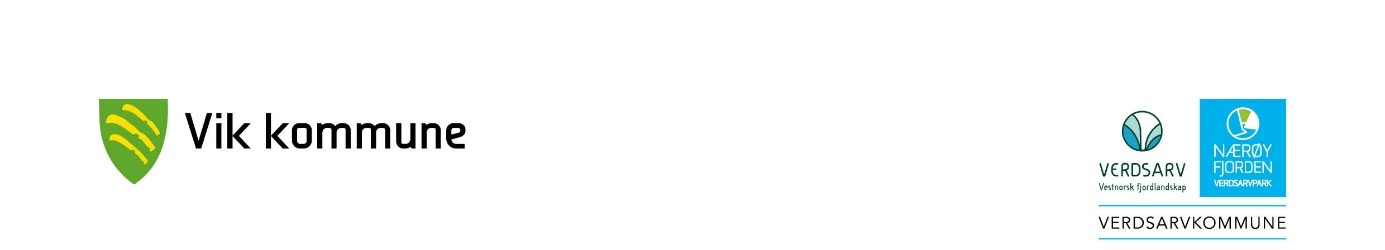 Vik kommune
VERDSARV
Vestnorsk fjordlandskap
NÆRØY
FJORDEN
VERDSARVPARK
VERDSARVKOMMUNE